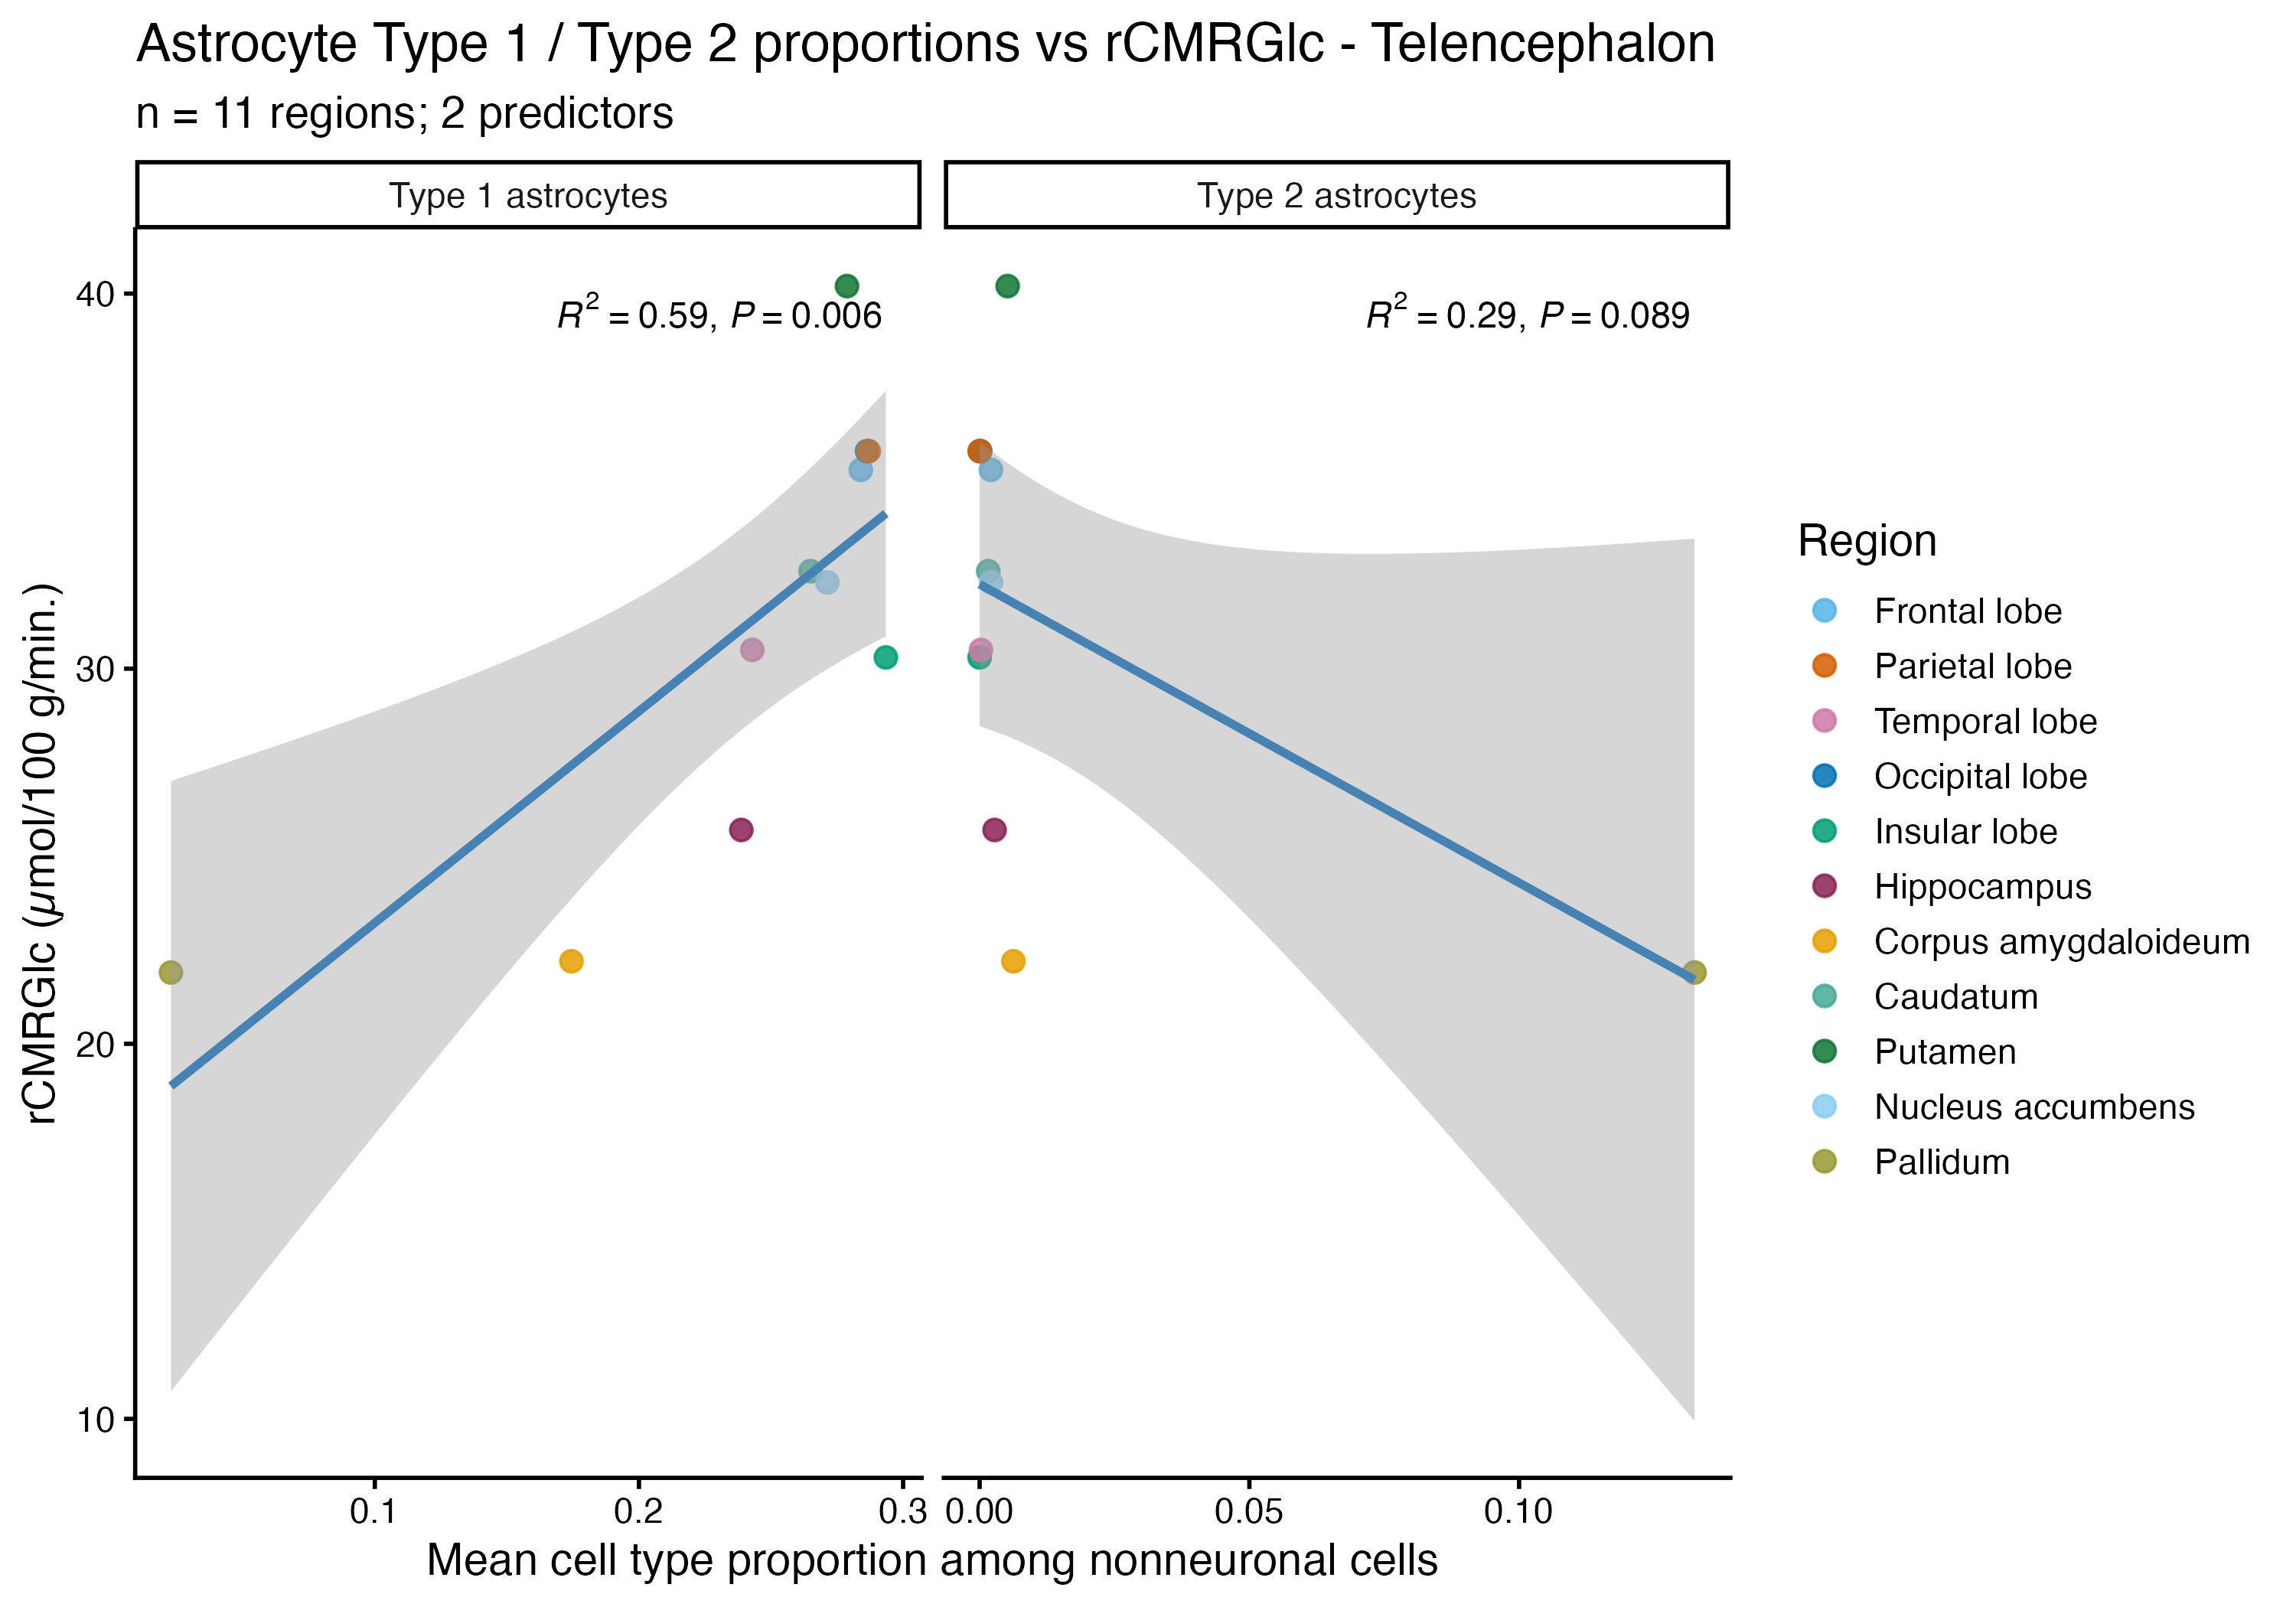 Astrocyte Type 1 / Type 2 proportions vs rCMRGlc - Telencephalon
n = 11 regions; 2 predictors
Type 1 astrocytes
Type 2 astrocytes
R² = 0.59, P = 0.006
R² = 0.29, P = 0.089
40
30
20
10
rCMRGlc (µmol/100 g/min.)
0.1
0.2
0.3
0.00
0.05
0.10
Mean cell type proportion among nonneuronal cells
Region
Frontal lobe
Parietal lobe
Temporal lobe
Occipital lobe
Insular lobe
Hippocampus
Corpus amygdaloideum
Caudatum
Putamen
Nucleus accumbens
Pallidum